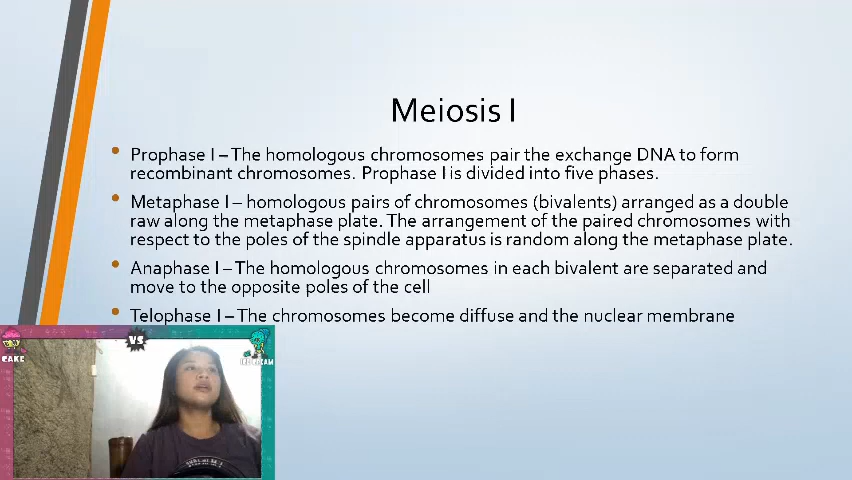 Meiosis I
• Prophase I – The homologous chromosomes pair the exchange DNA to form
recombinant chromosomes. Prophase I is divided into five phases.
• Metaphase I – homologous pairs of chromosomes (bivalents) arranged as a double
raw along the metaphase plate. The arrangement of the paired chromosomes with
respect to the poles of the spindle apparatus is random along the metaphase plate.
• Anaphase I – The homologous chromosomes in each bivalent are separated and
move to the opposite poles of the cell
• Telophase I – The chromosomes become diffuse and the nuclear membrane
VS
CAKE